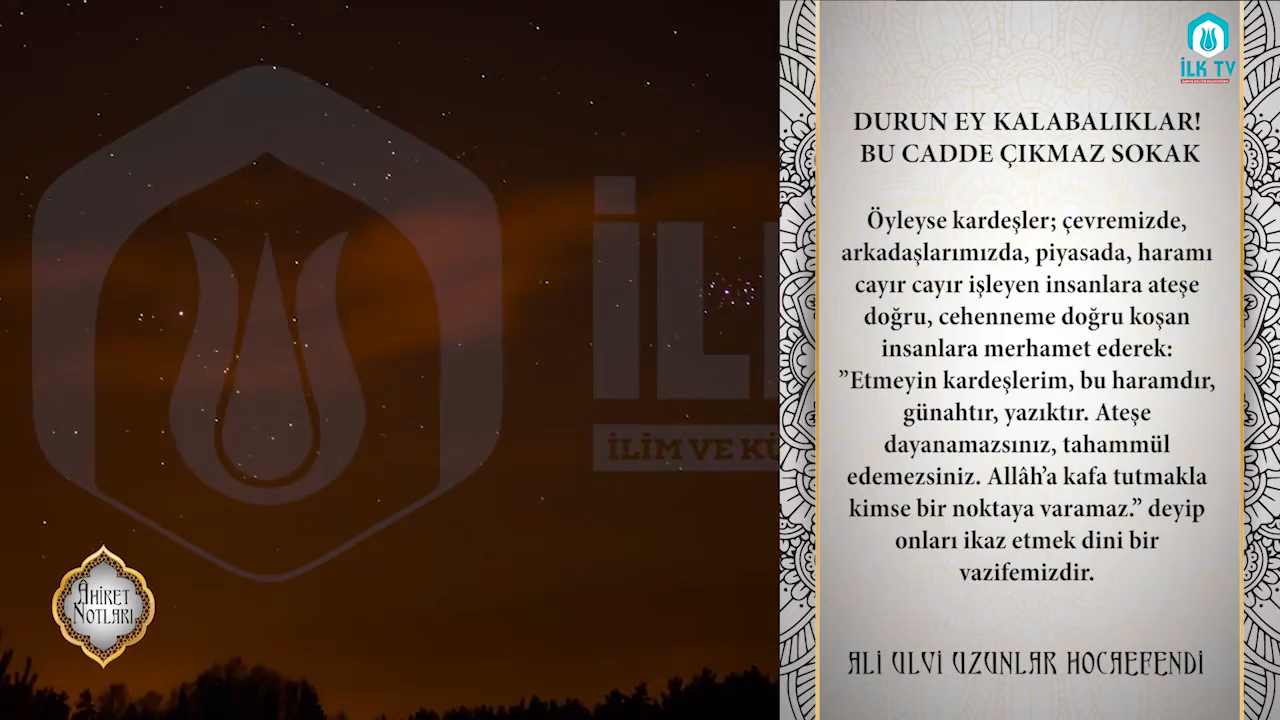 İLK TV
DURUN EY KALABALIKLAR!
BU CADDE ÇIKMAZ SOKAK
Öyleyse kardeşler; çevremizde,
arkadaşlarımızda, piyasada, haramı
cayır cayır işleyen insanlara ateşe
doğru, cehenneme doğru koşan
insanlara merhamet ederek:
”Etmeyin kardeşlerim, bu haramdır,
günahtır, yazıktır. Ateşe
dayanamazsınız, tahammül
edemezsiniz. Allâh’a kafa tutmakla
kimse bir noktaya varamaz.” deyip
onları ikaz etmek dini bir
vazifemizdir.
ALİ ULVİ UZUNLAR HOCAEFENDİ
İL
İLİM VE KÜ
ÂHİRET
NOTLARI